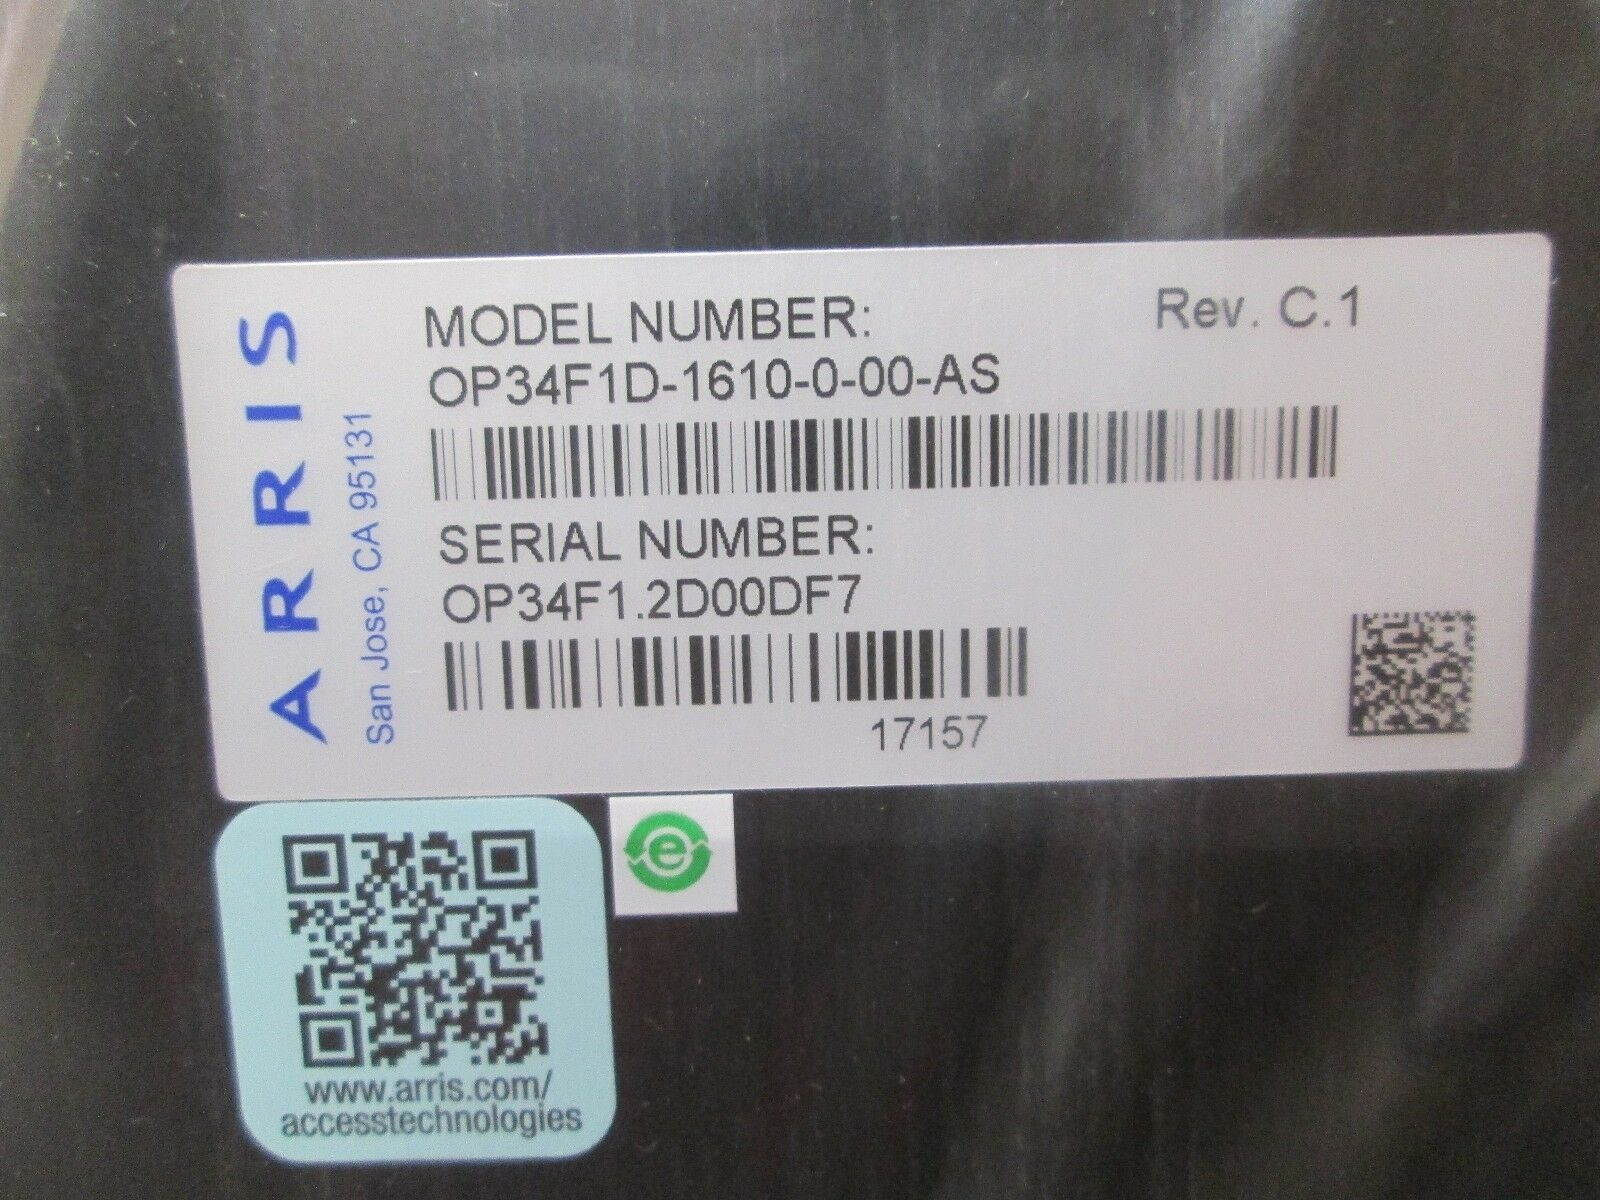 ARRIS
San Jose, CA 95131
MODEL NUMBER:
Rev. C.1
OP34F1D-1610-0-00-AS
SERIAL NUMBER:
OP34F1.2D00DF7
17157
e
www.arris.com/
accesstechnologies